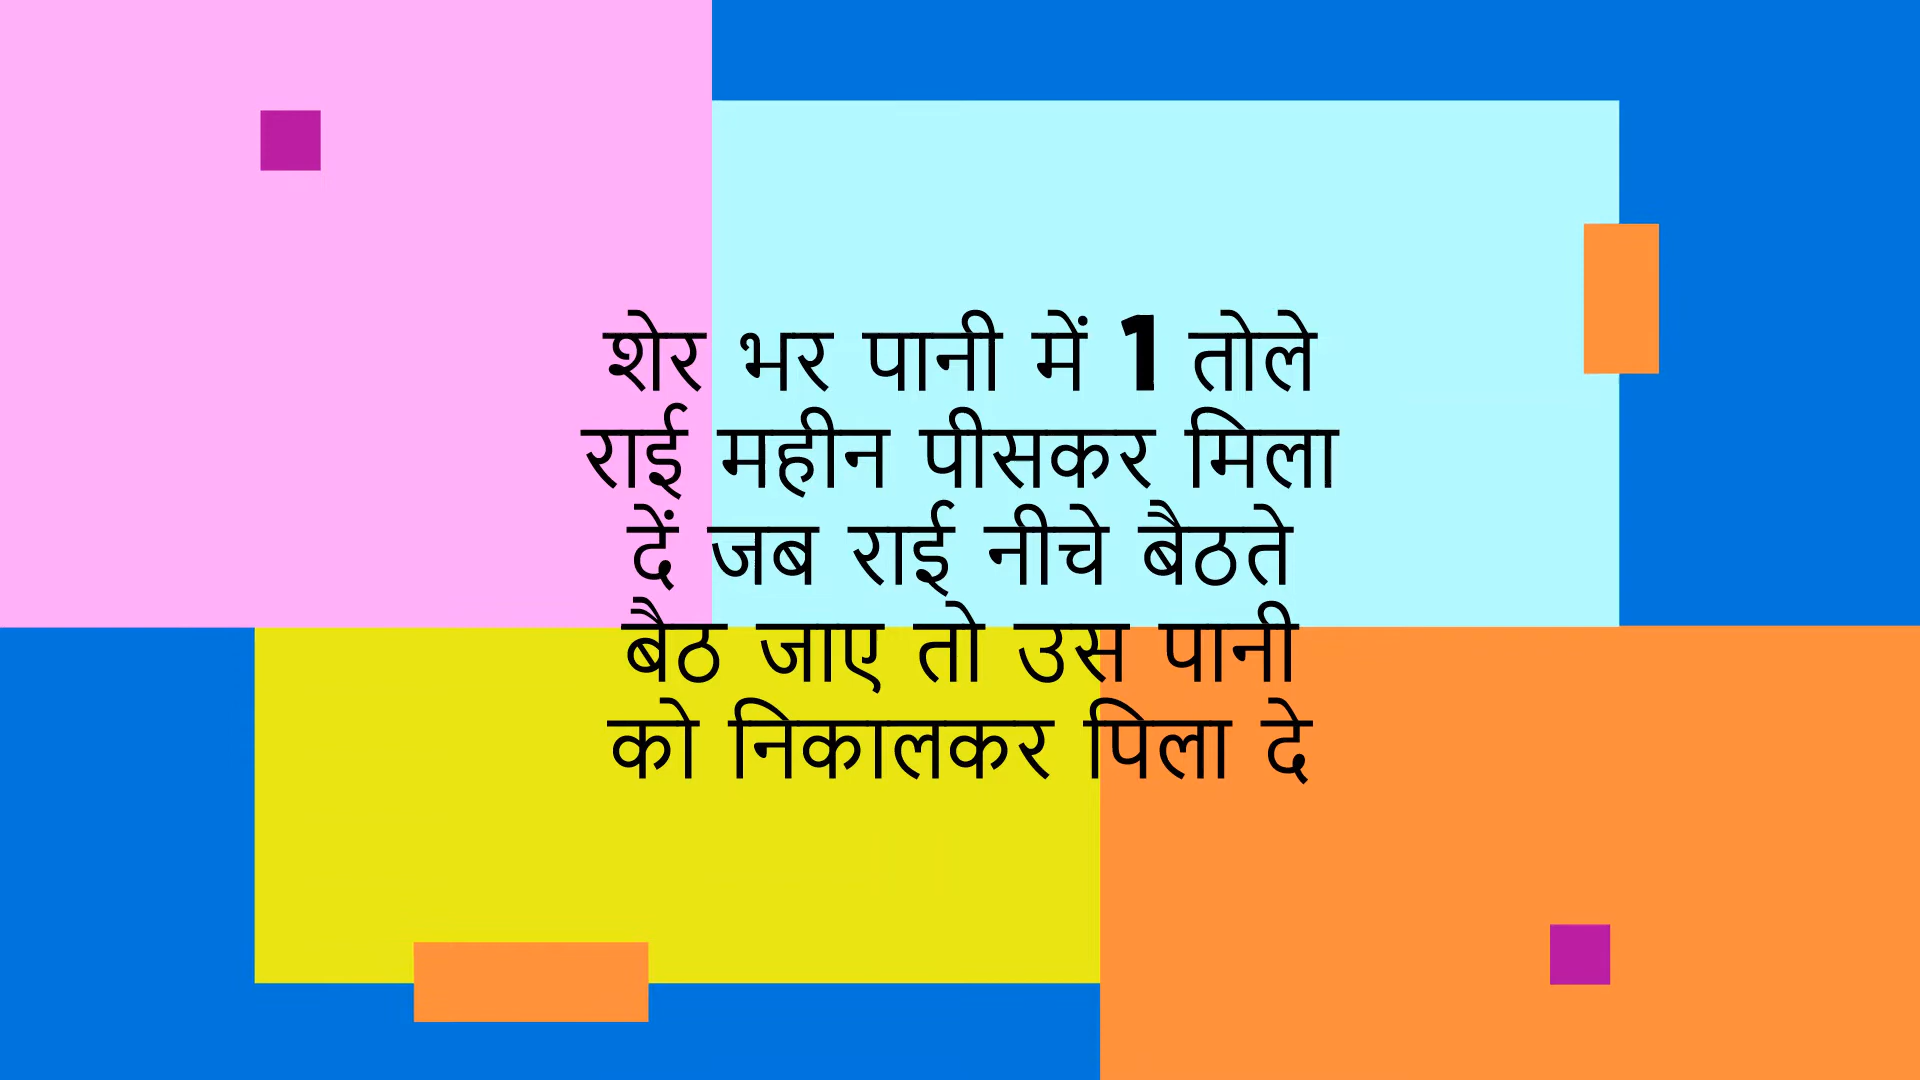 शेर भर पानी में 1 तोले
राई महीन पीसकर मिला
दें जब राई नीचे बैठते
बैठ जाए तो उस पानी
को निकालकर पिला दे